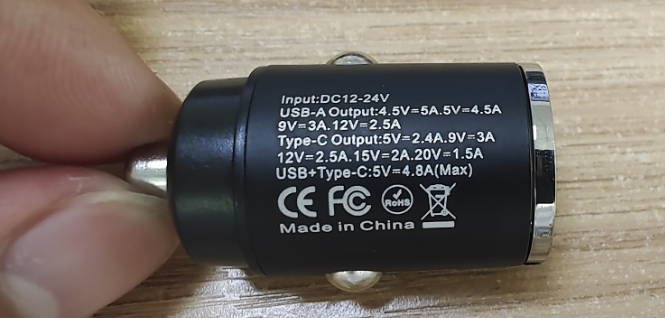 Input:DC12-24V
USB-A Output:4.5V=5A.5V=4.5A
9V=3A.12V=2.5A
Type-C Output:5V=2.4A.9V=3A
12V=2.5A.15V=2A.20V=1.5A
USB+Type-C:5V=4.8A(Max)
CE FC RoHS
Made in China